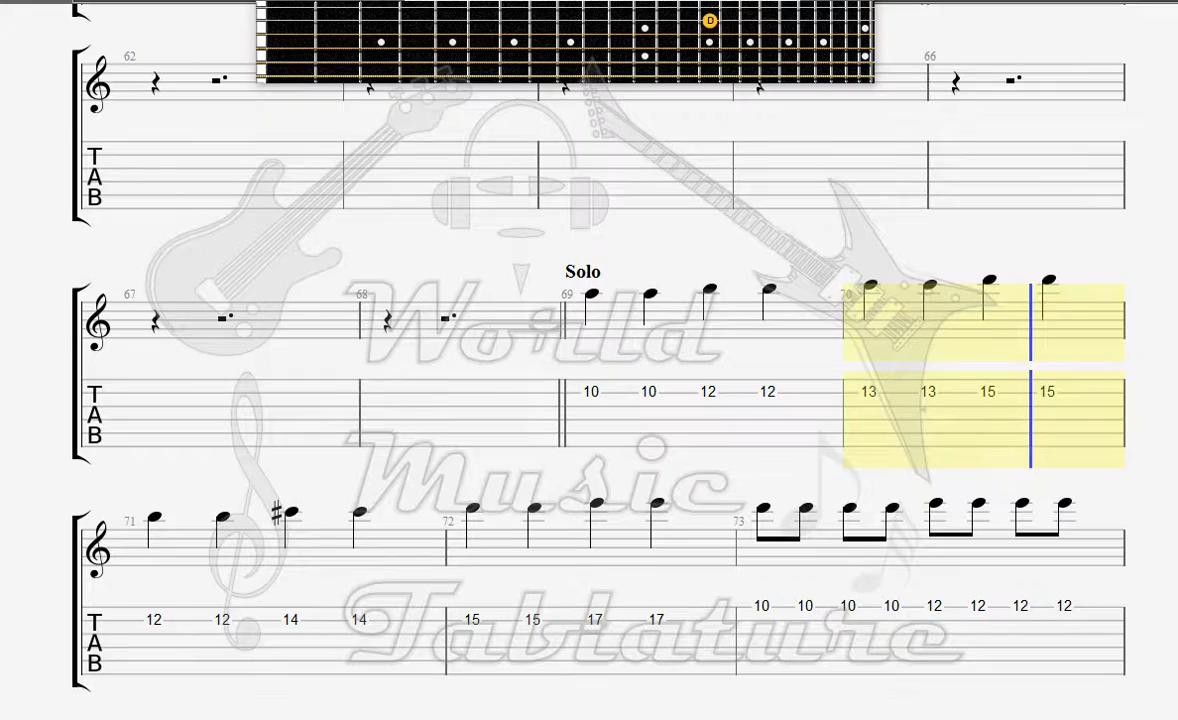 D
62 66
T
A
B
Solo
67 68 69 70
T 10 10 12 12 13 13 15 15
A
B
World
Music
Tablature
71 72 73
10 10 10 10 12 12 12 12
T 12 12 14 14 15 15 17 17
A
B